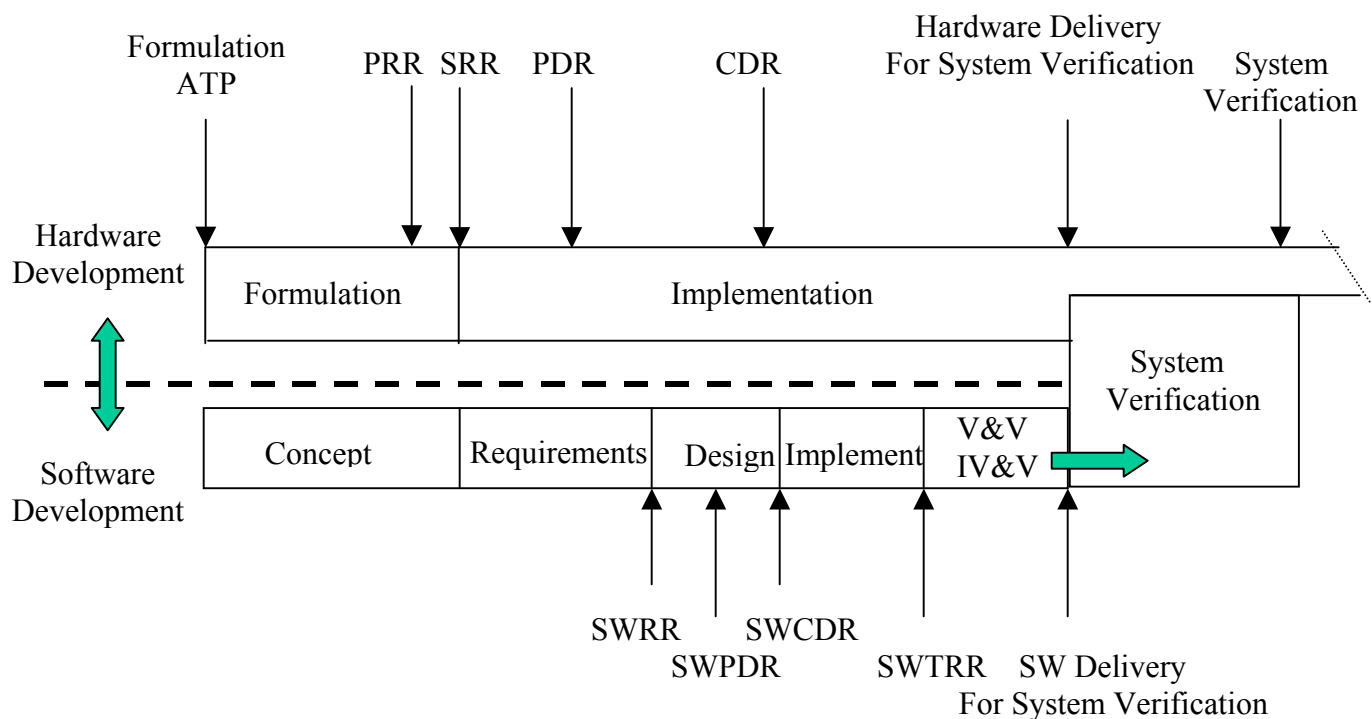 Formulation
ATP
PRR SRR PDR CDR
Hardware Delivery
For System Verification
System
Verification
Hardware
Development
Formulation
Implementation
System
Verification
Software
Development
Concept
Requirements
Design
Implement
V&V
IV&V
SWRR
SWPDR
SWCDR
SWTRR
SW Delivery
For System Verification